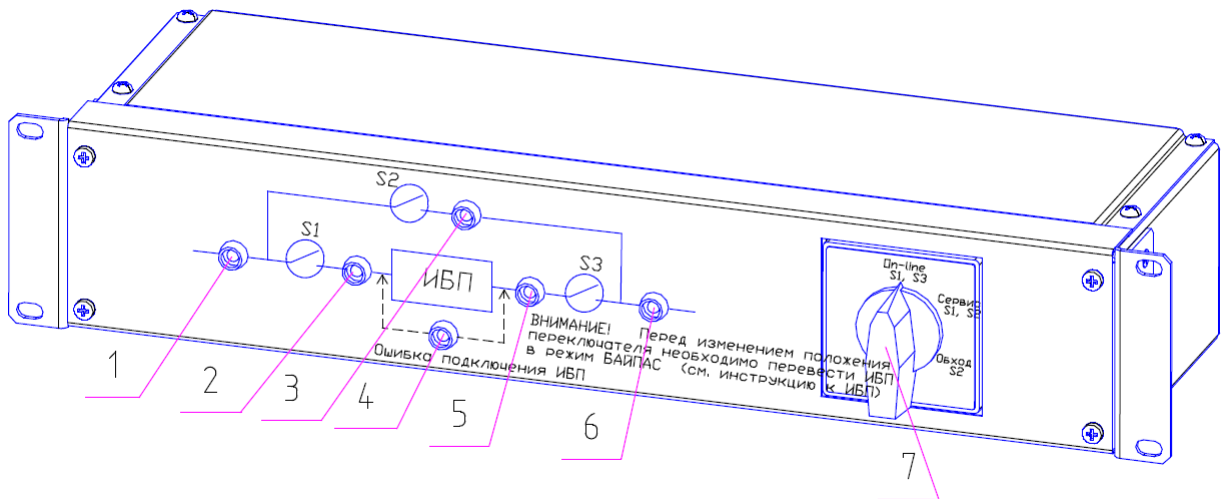 S2
S1
ИБП
S3
Ошибка подключения ИБП
ВНИМАНИЕ! Перед изменением положения
переключателя необходимо перевести ИБП
в режим БАЙПАС (см. инструкцию к ИБП)
On-line
S1, S3
Сервис
S1, S2
Обход
S2
1
2
3
4
5
6
7